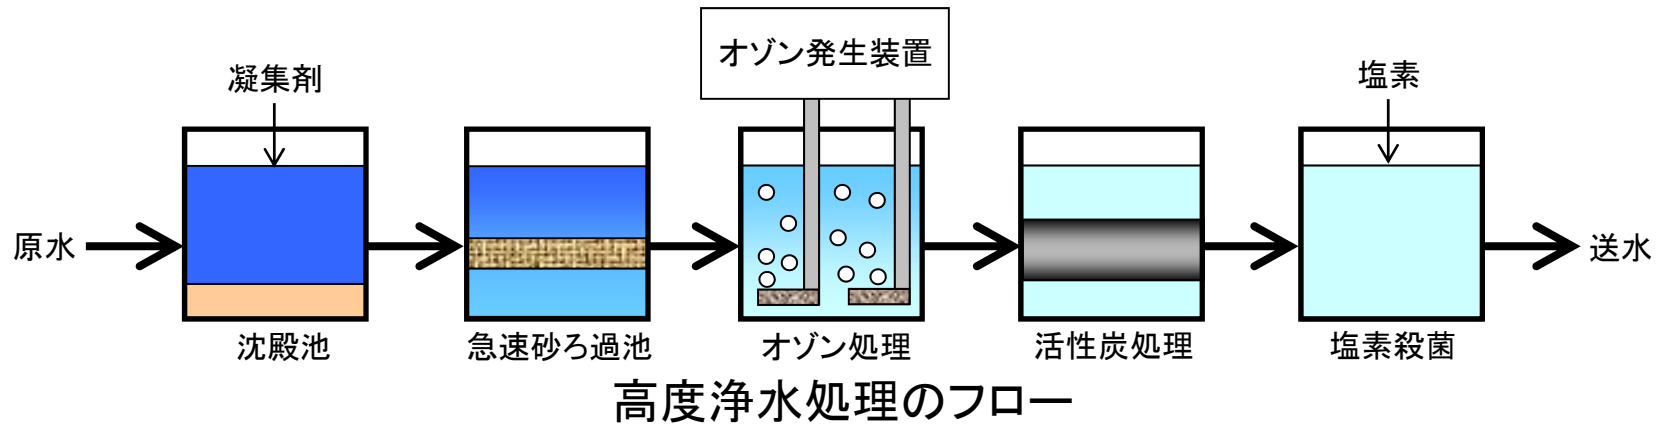 オゾン発生装置
凝集剤
塩素
原水
送水
沈殿池
急速砂ろ過池
オゾン処理
活性炭処理
塩素殺菌
高度浄水処理のフロー